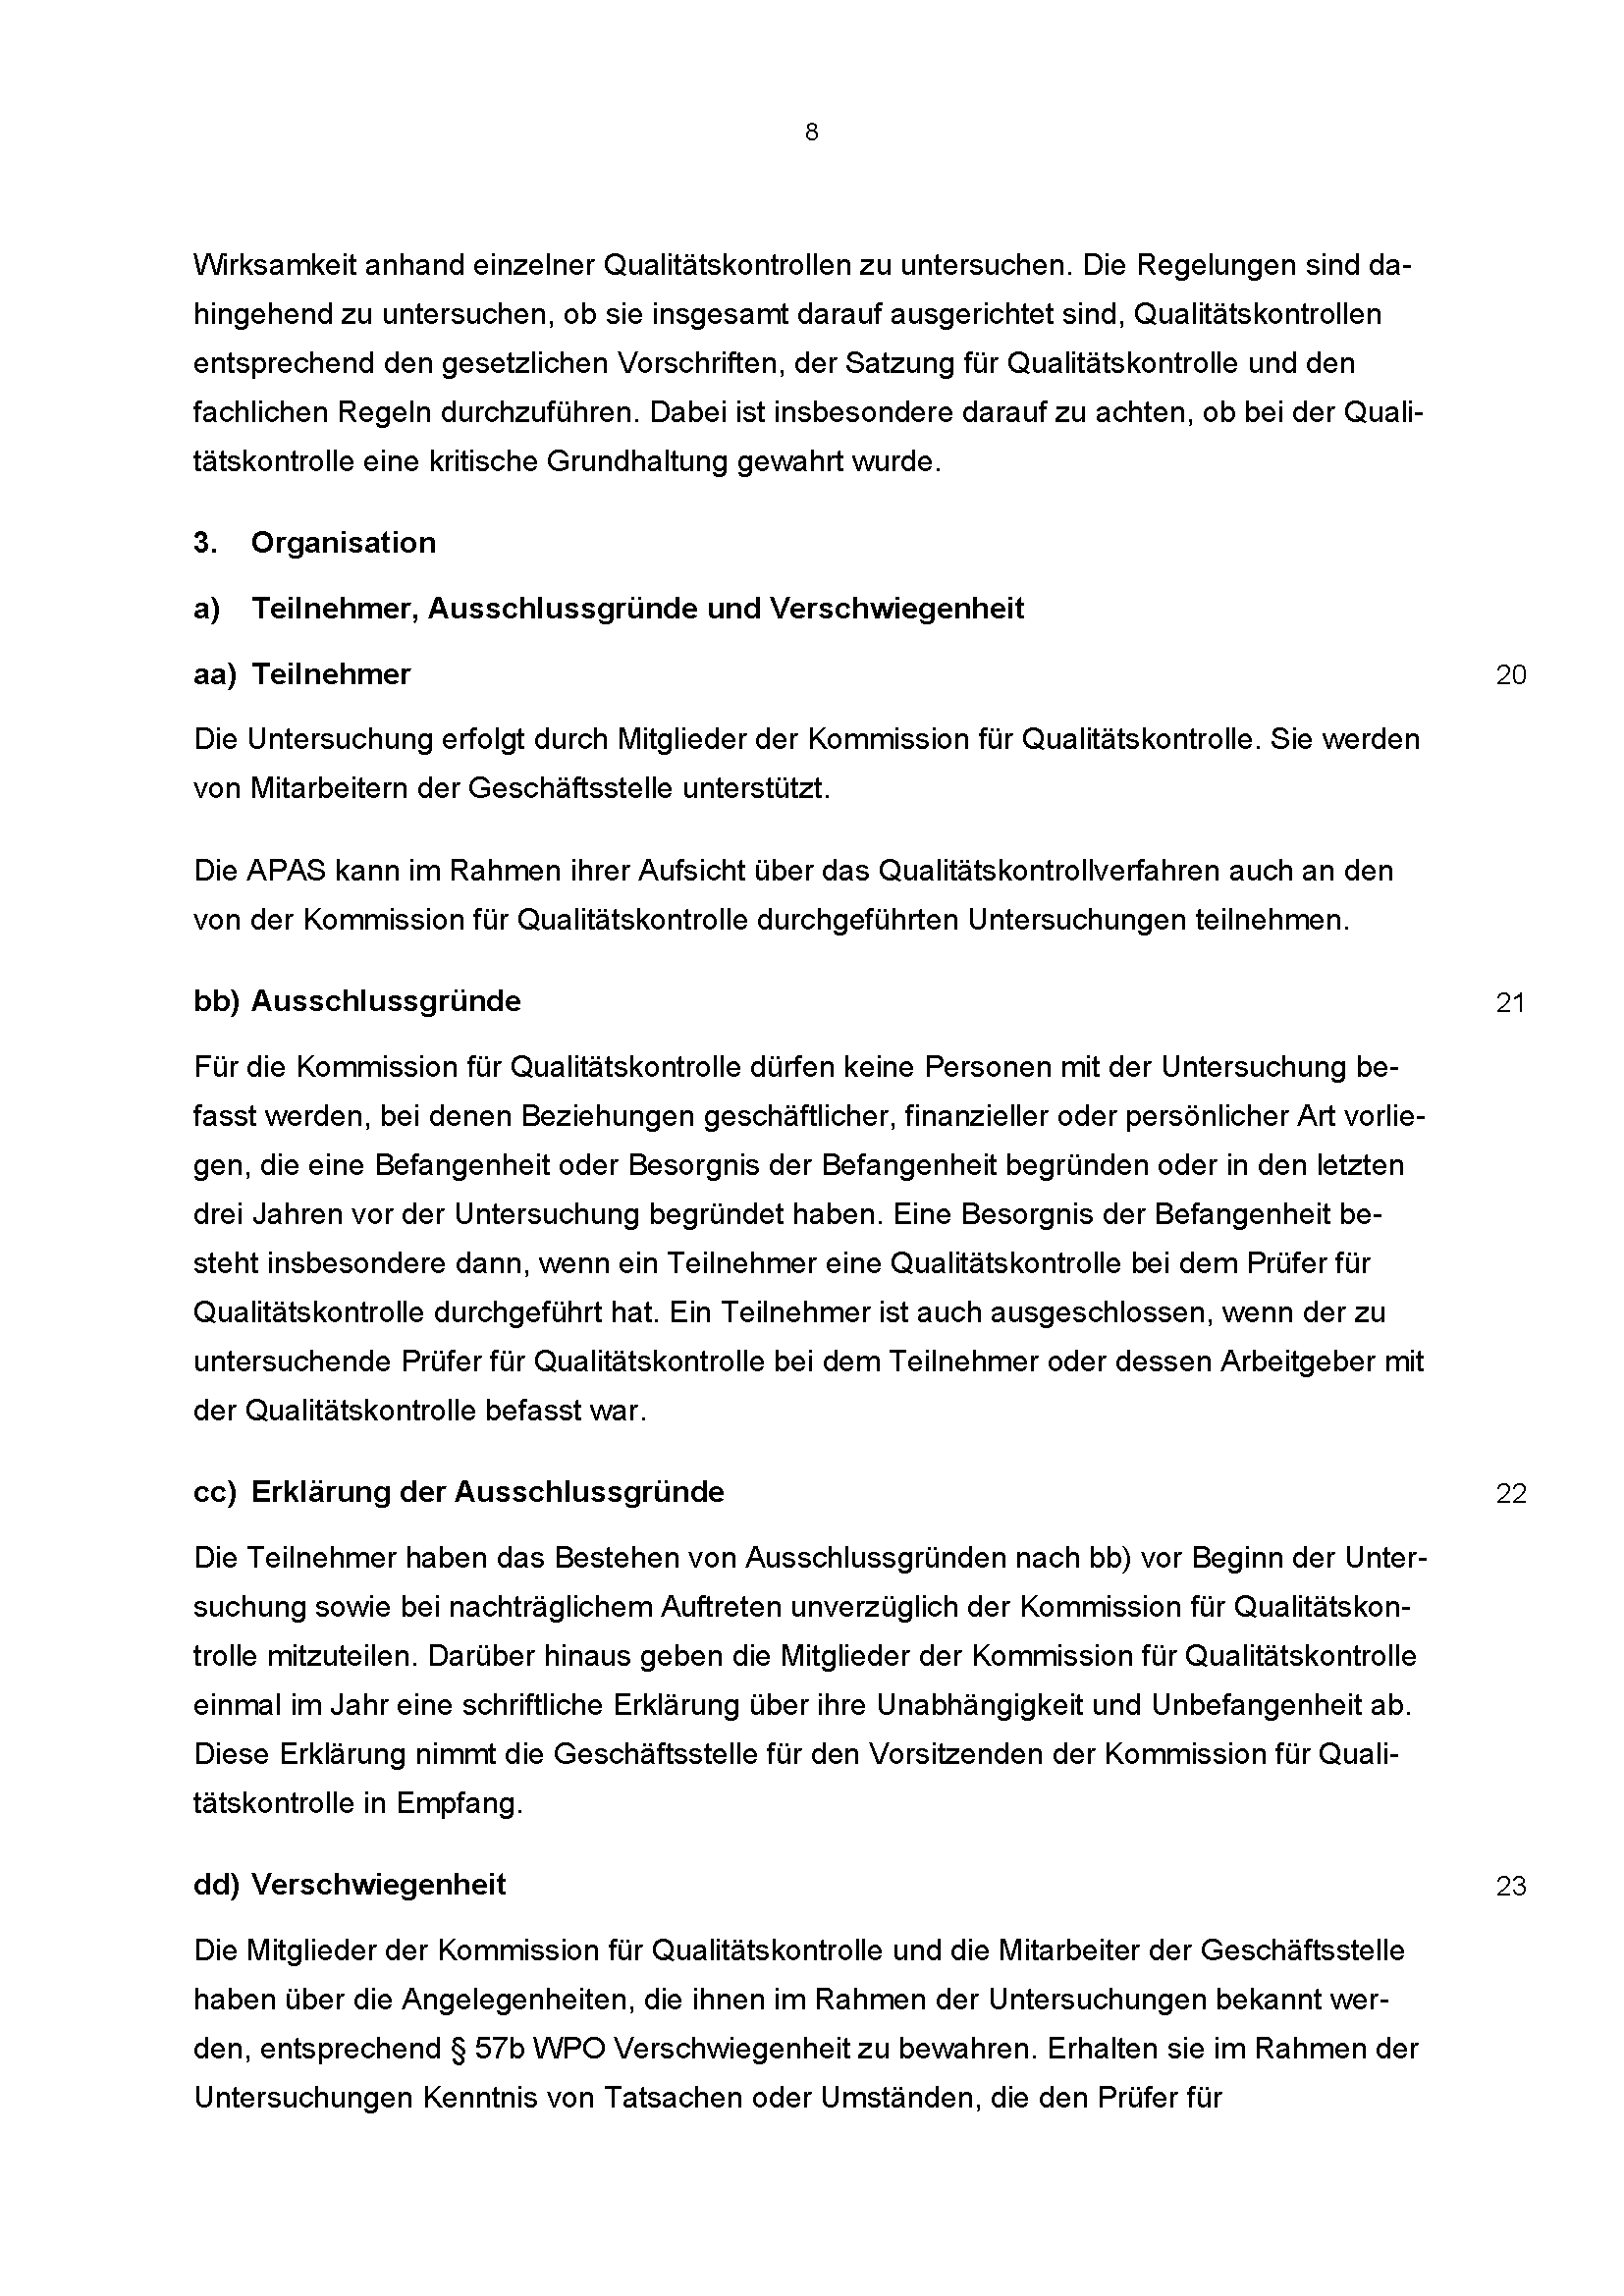 8
Wirksamkeit anhand einzelner Qualitätskontrollen zu untersuchen. Die Regelungen sind da-
hingehend zu untersuchen, ob sie insgesamt darauf ausgerichtet sind, Qualitätskontrollen
entsprechend den gesetzlichen Vorschriften, der Satzung für Qualitätskontrolle und den
fachlichen Regeln durchzuführen. Dabei ist insbesondere darauf zu achten, ob bei der Quali-
tätskontrolle eine kritische Grundhaltung gewahrt wurde.
3. Organisation
a) Teilnehmer, Ausschlussgründe und Verschwiegenheit
aa) Teilnehmer 20
Die Untersuchung erfolgt durch Mitglieder der Kommission für Qualitätskontrolle. Sie werden
von Mitarbeitern der Geschäftsstelle unterstützt.
Die APAS kann im Rahmen ihrer Aufsicht über das Qualitätskontrollverfahren auch an den
von der Kommission für Qualitätskontrolle durchgeführten Untersuchungen teilnehmen.
bb) Ausschlussgründe 21
Für die Kommission für Qualitätskontrolle dürfen keine Personen mit der Untersuchung be-
fasst werden, bei denen Beziehungen geschäftlicher, finanzieller oder persönlicher Art vorlie-
gen, die eine Befangenheit oder Besorgnis der Befangenheit begründen oder in den letzten
drei Jahren vor der Untersuchung begründet haben. Eine Besorgnis der Befangenheit be-
steht insbesondere dann, wenn ein Teilnehmer eine Qualitätskontrolle bei dem Prüfer für
Qualitätskontrolle durchgeführt hat. Ein Teilnehmer ist auch ausgeschlossen, wenn der zu
untersuchende Prüfer für Qualitätskontrolle bei dem Teilnehmer oder dessen Arbeitgeber mit
der Qualitätskontrolle befasst war.
cc) Erklärung der Ausschlussgründe 22
Die Teilnehmer haben das Bestehen von Ausschlussgründen nach bb) vor Beginn der Unter-
suchung sowie bei nachträglichem Auftreten unverzüglich der Kommission für Qualitätskon-
trolle mitzuteilen. Darüber hinaus geben die Mitglieder der Kommission für Qualitätskontrolle
einmal im Jahr eine schriftliche Erklärung über ihre Unabhängigkeit und Unbefangenheit ab.
Diese Erklärung nimmt die Geschäftsstelle für den Vorsitzenden der Kommission für Quali-
tätskontrolle in Empfang.
dd) Verschwiegenheit 23
Die Mitglieder der Kommission für Qualitätskontrolle und die Mitarbeiter der Geschäftsstelle
haben über die Angelegenheiten, die ihnen im Rahmen der Untersuchungen bekannt wer-
den, entsprechend § 57b WPO Verschwiegenheit zu bewahren. Erhalten sie im Rahmen der
Untersuchungen Kenntnis von Tatsachen oder Umständen, die den Prüfer für